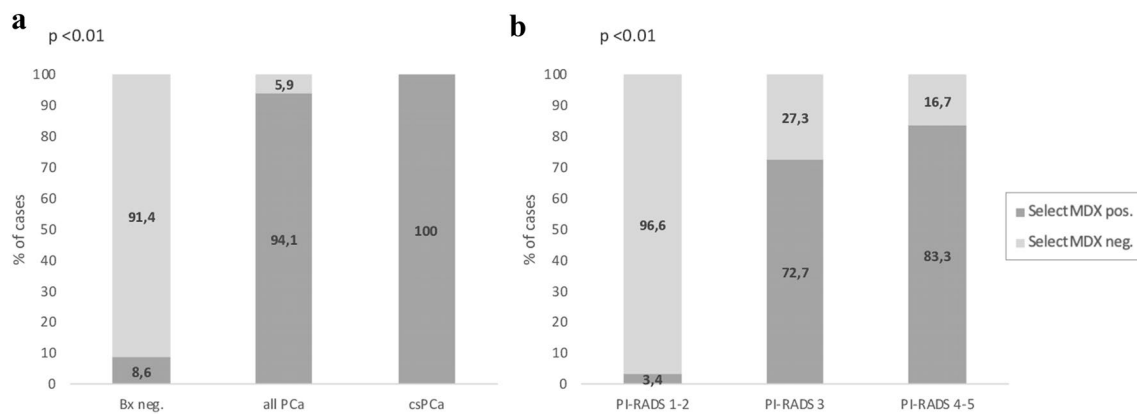 a
p <0.01
% of cases
100
90
80
70
60
50
40
30
20
10
0
91,4
8,6
5,9
94,1
100
Bx neg.
all PCa
csPCa
b
p <0.01
% of cases
100
90
80
70
60
50
40
30
20
10
0
96,6
3,4
27,3
72,7
16,7
83,3
PI-RADS 1-2
PI-RADS 3
PI-RADS 4-5
Select MDX pos.
Select MDX neg.